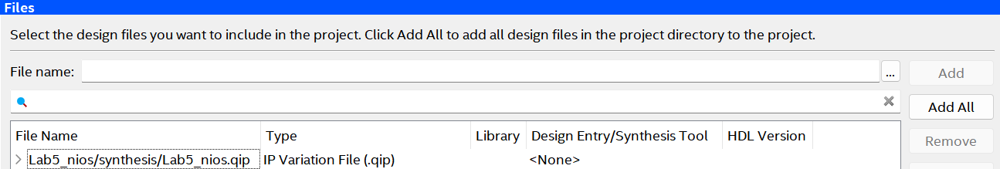 Files
Select the design files you want to include in the project. Click Add All to add all design files in the project directory to the project.
File name: ... Add
Add All
File Name Type Library Design Entry/Synthesis Tool HDL Version Remove
Lab5_nios/synthesis/Lab5_nios.qip IP Variation File (.qip) <None>